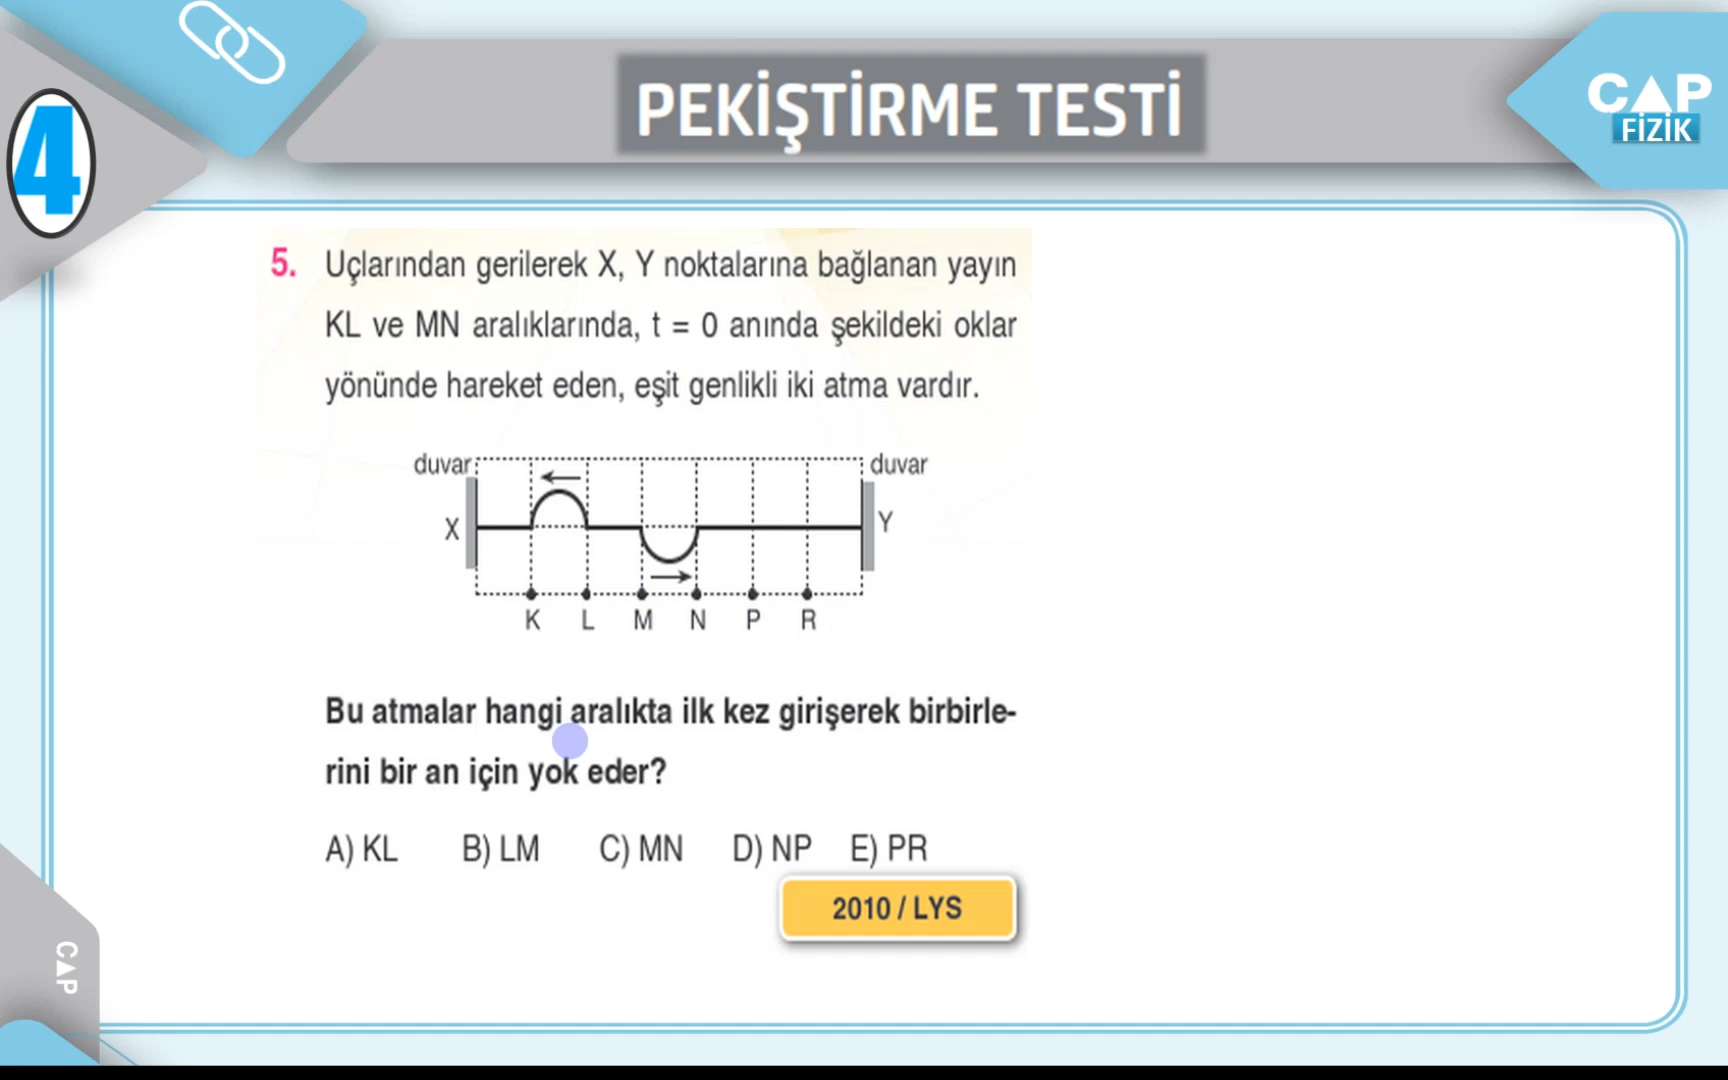 4
PEKİŞTİRME TESTİ
CAP
FİZİK
5. Uçlarından gerilerek X, Y noktalarına bağlanan yayın
KL ve MN aralıklarında, t = 0 anında şekildeki oklar
yönünde hareket eden, eşit genlikli iki atma vardır.
duvar duvar
X Y
K L M N P R
Bu atmalar hangi aralıkta ilk kez girişerek birbirle-
rini bir an için yok eder?
A) KL B) LM C) MN D) NP E) PR
2010 / LYS
CAP